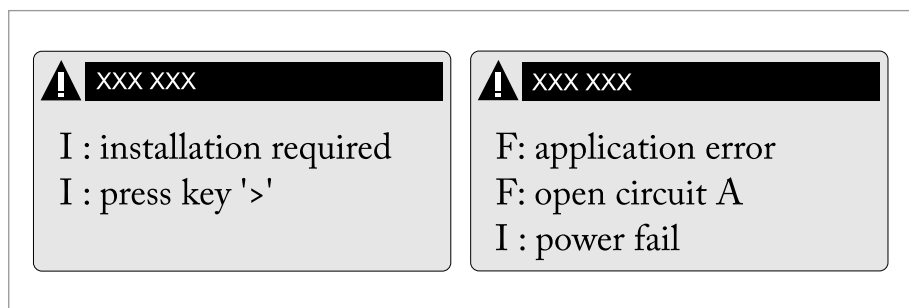 XXX XXX
I : installation required
I : press key '>'
XXX XXX
F: application error
F: open circuit A
I : power fail